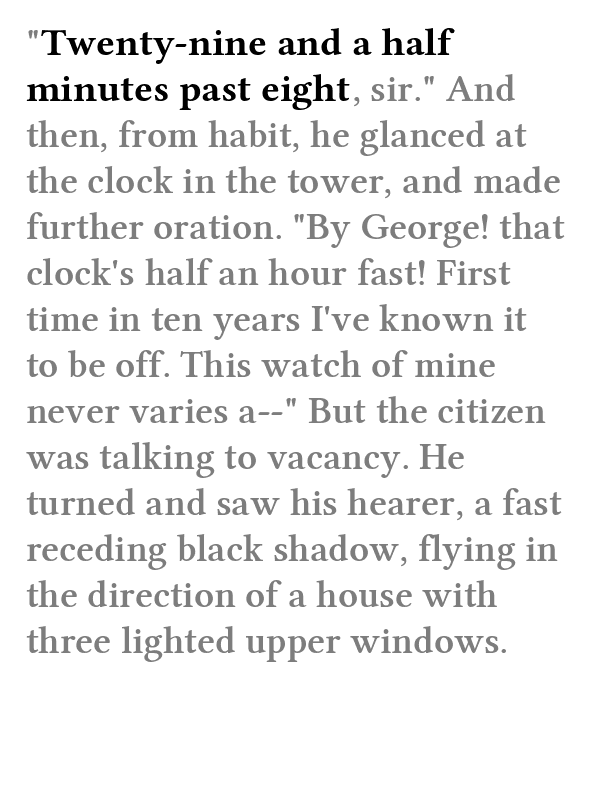 "Twenty-nine and a half
minutes past eight, sir." And
then, from habit, he glanced at
the clock in the tower, and made
further oration. "By George! that
clock's half an hour fast! First
time in ten years I've known it
to be off. This watch of mine
never varies a--" But the citizen
was talking to vacancy. He
turned and saw his hearer, a fast
receding black shadow, flying in
the direction of a house with
three lighted upper windows.